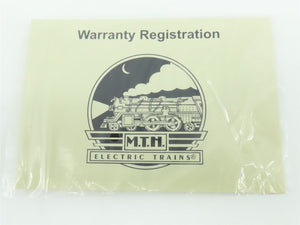 Warranty Registration
M.T.H.
ELECTRIC TRAINS®